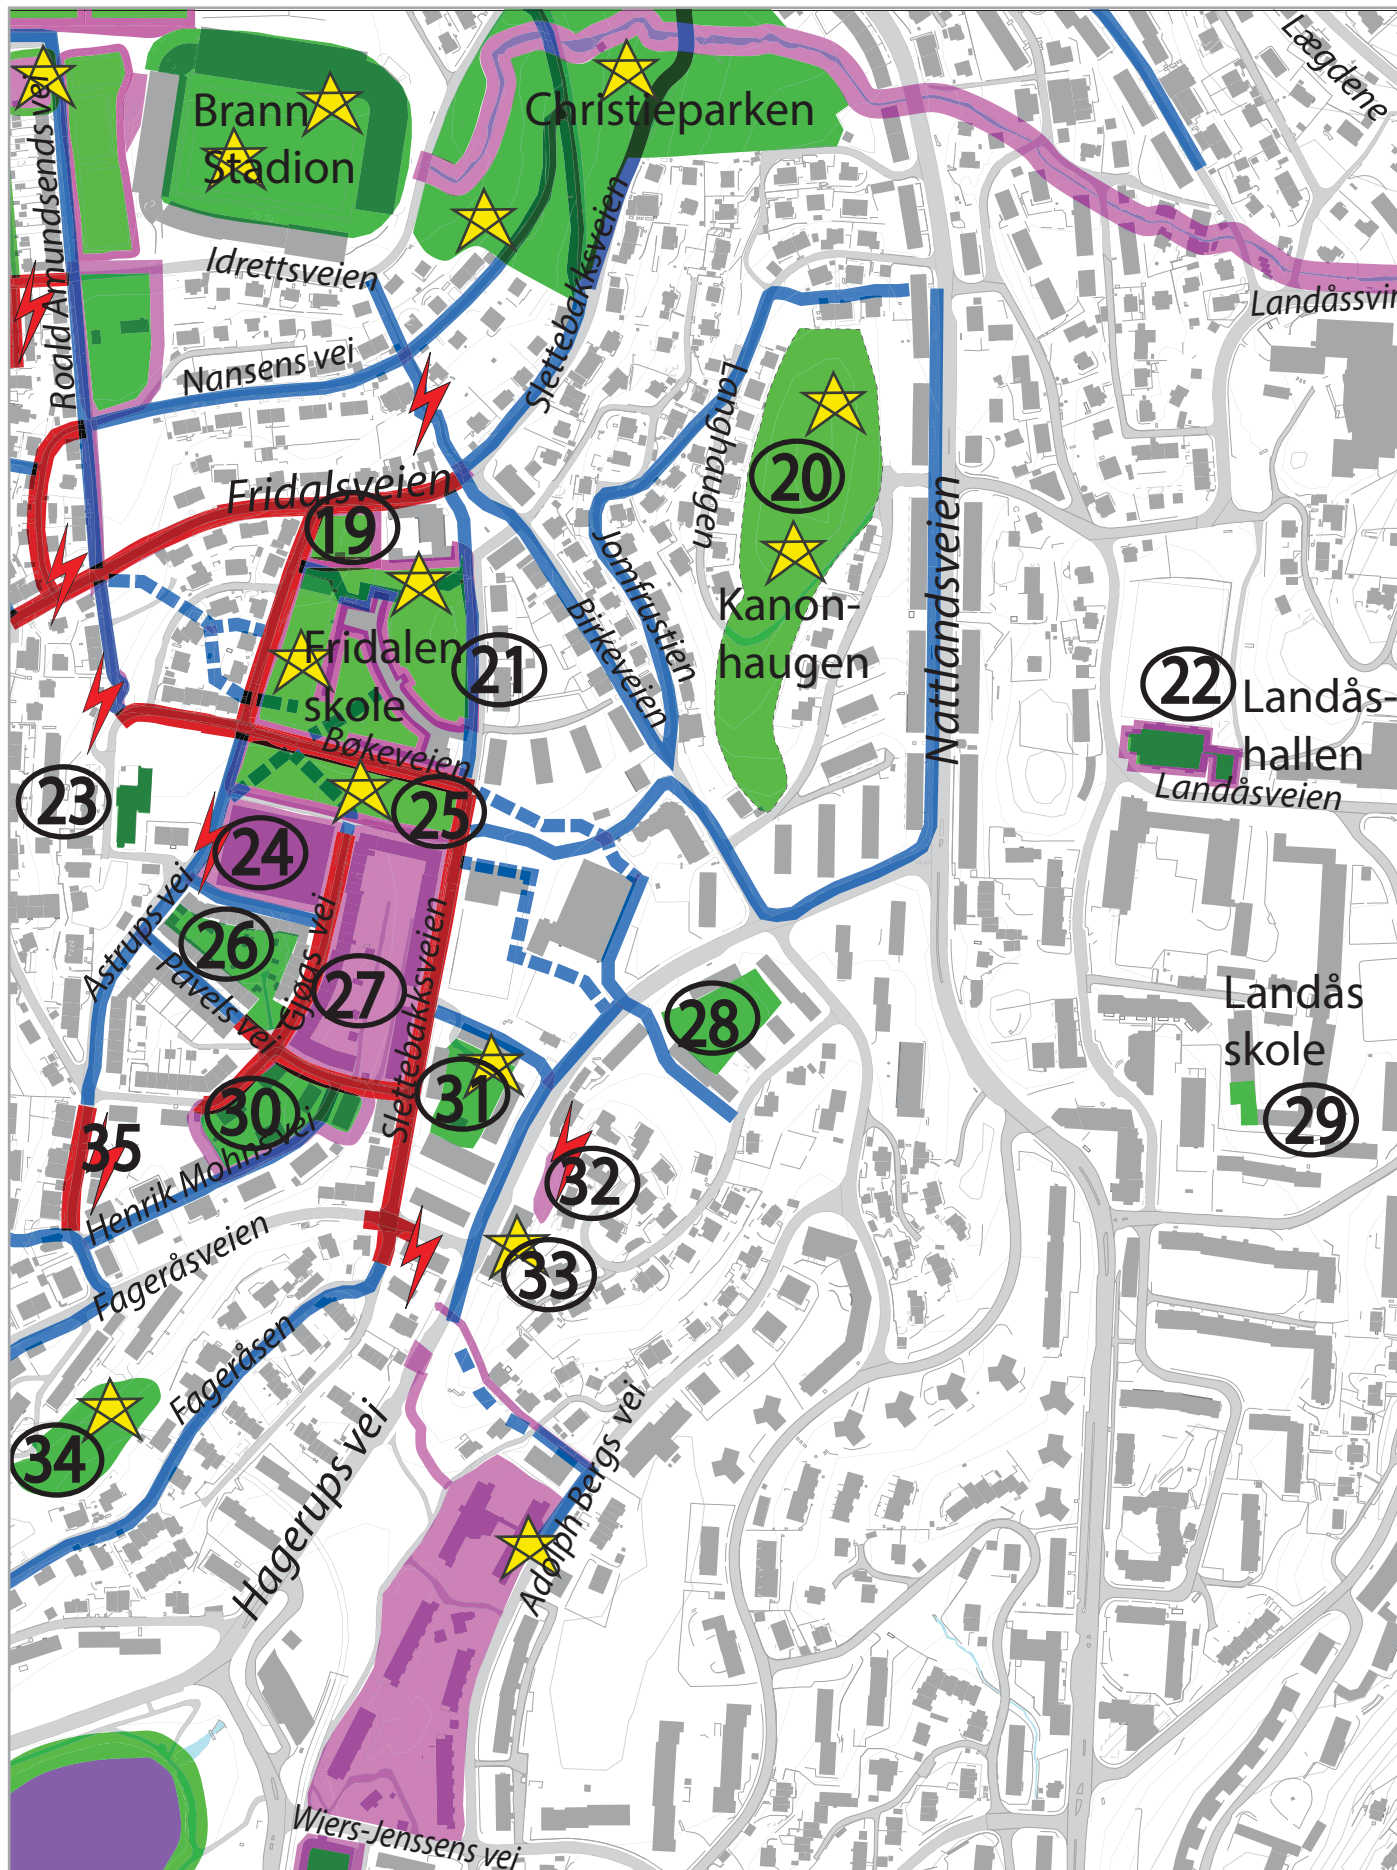 Lægdene
Brann
Stadion
Christieparken
Roald Amundsends vei
Idrettsveien
Slettebakksveien
Landåssvin
Nansens vei
Langhaugen
Fridalsveien
19
20
Jomfrustien
Birkeveien
Kanon-
haugen
Nattlandsveien
Fridalen
skole
21
22
Landås-
hallen
Landåsveien
Bøkeveien
23
25
24
Astrups vei
26
Pavels vei
Gjøas vei
27
Slettebakksveien
28
Landås
skole
29
30
31
35
Henrik Mohns vei
32
Fageråsveien
33
Fageråsen
34
Hagerups vei
Adolph Bergs vei
Wiers-Jenssens vei